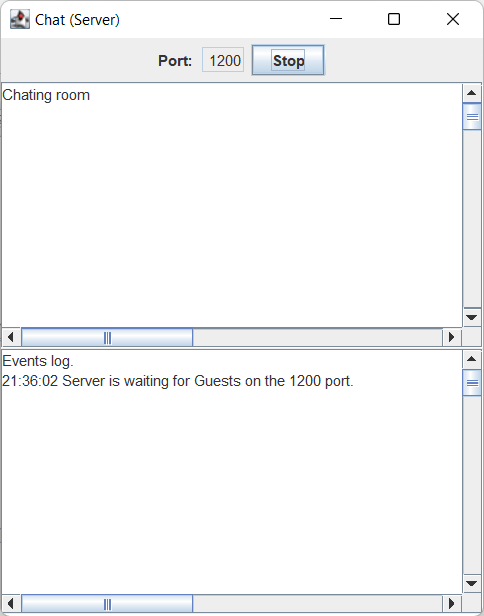 Chat (Server)
Port: 1200 Stop
Chating room
Events log.
21:36:02 Server is waiting for Guests on the 1200 port.